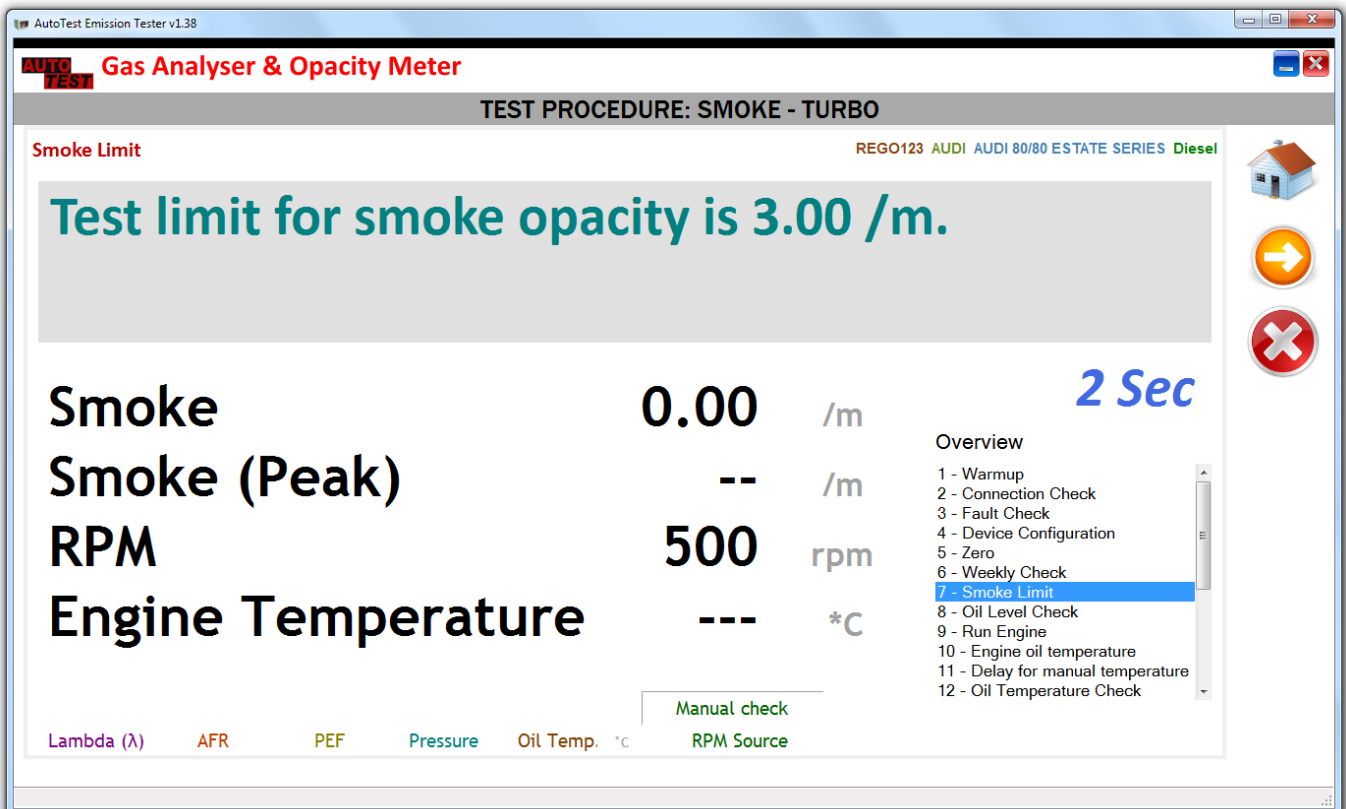 AutoTest Emission Tester v1.38
AUTO TEST Gas Analyser & Opacity Meter
TEST PROCEDURE: SMOKE - TURBO
Smoke Limit REGO123 AUDI AUDI 80/80 ESTATE SERIES Diesel
Test limit for smoke opacity is 3.00 /m.
2 Sec
Smoke 0.00 /m
Smoke (Peak) -- /m
RPM 500 rpm
Engine Temperature --- *C
Overview
1 - Warmup
2 - Connection Check
3 - Fault Check
4 - Device Configuration
5 - Zero
6 - Weekly Check
7 - Smoke Limit
8 - Oil Level Check
9 - Run Engine
10 - Engine oil temperature
11 - Delay for manual temperature
12 - Oil Temperature Check
Manual check
Lambda (λ) AFR PEF Pressure Oil Temp. °C RPM Source